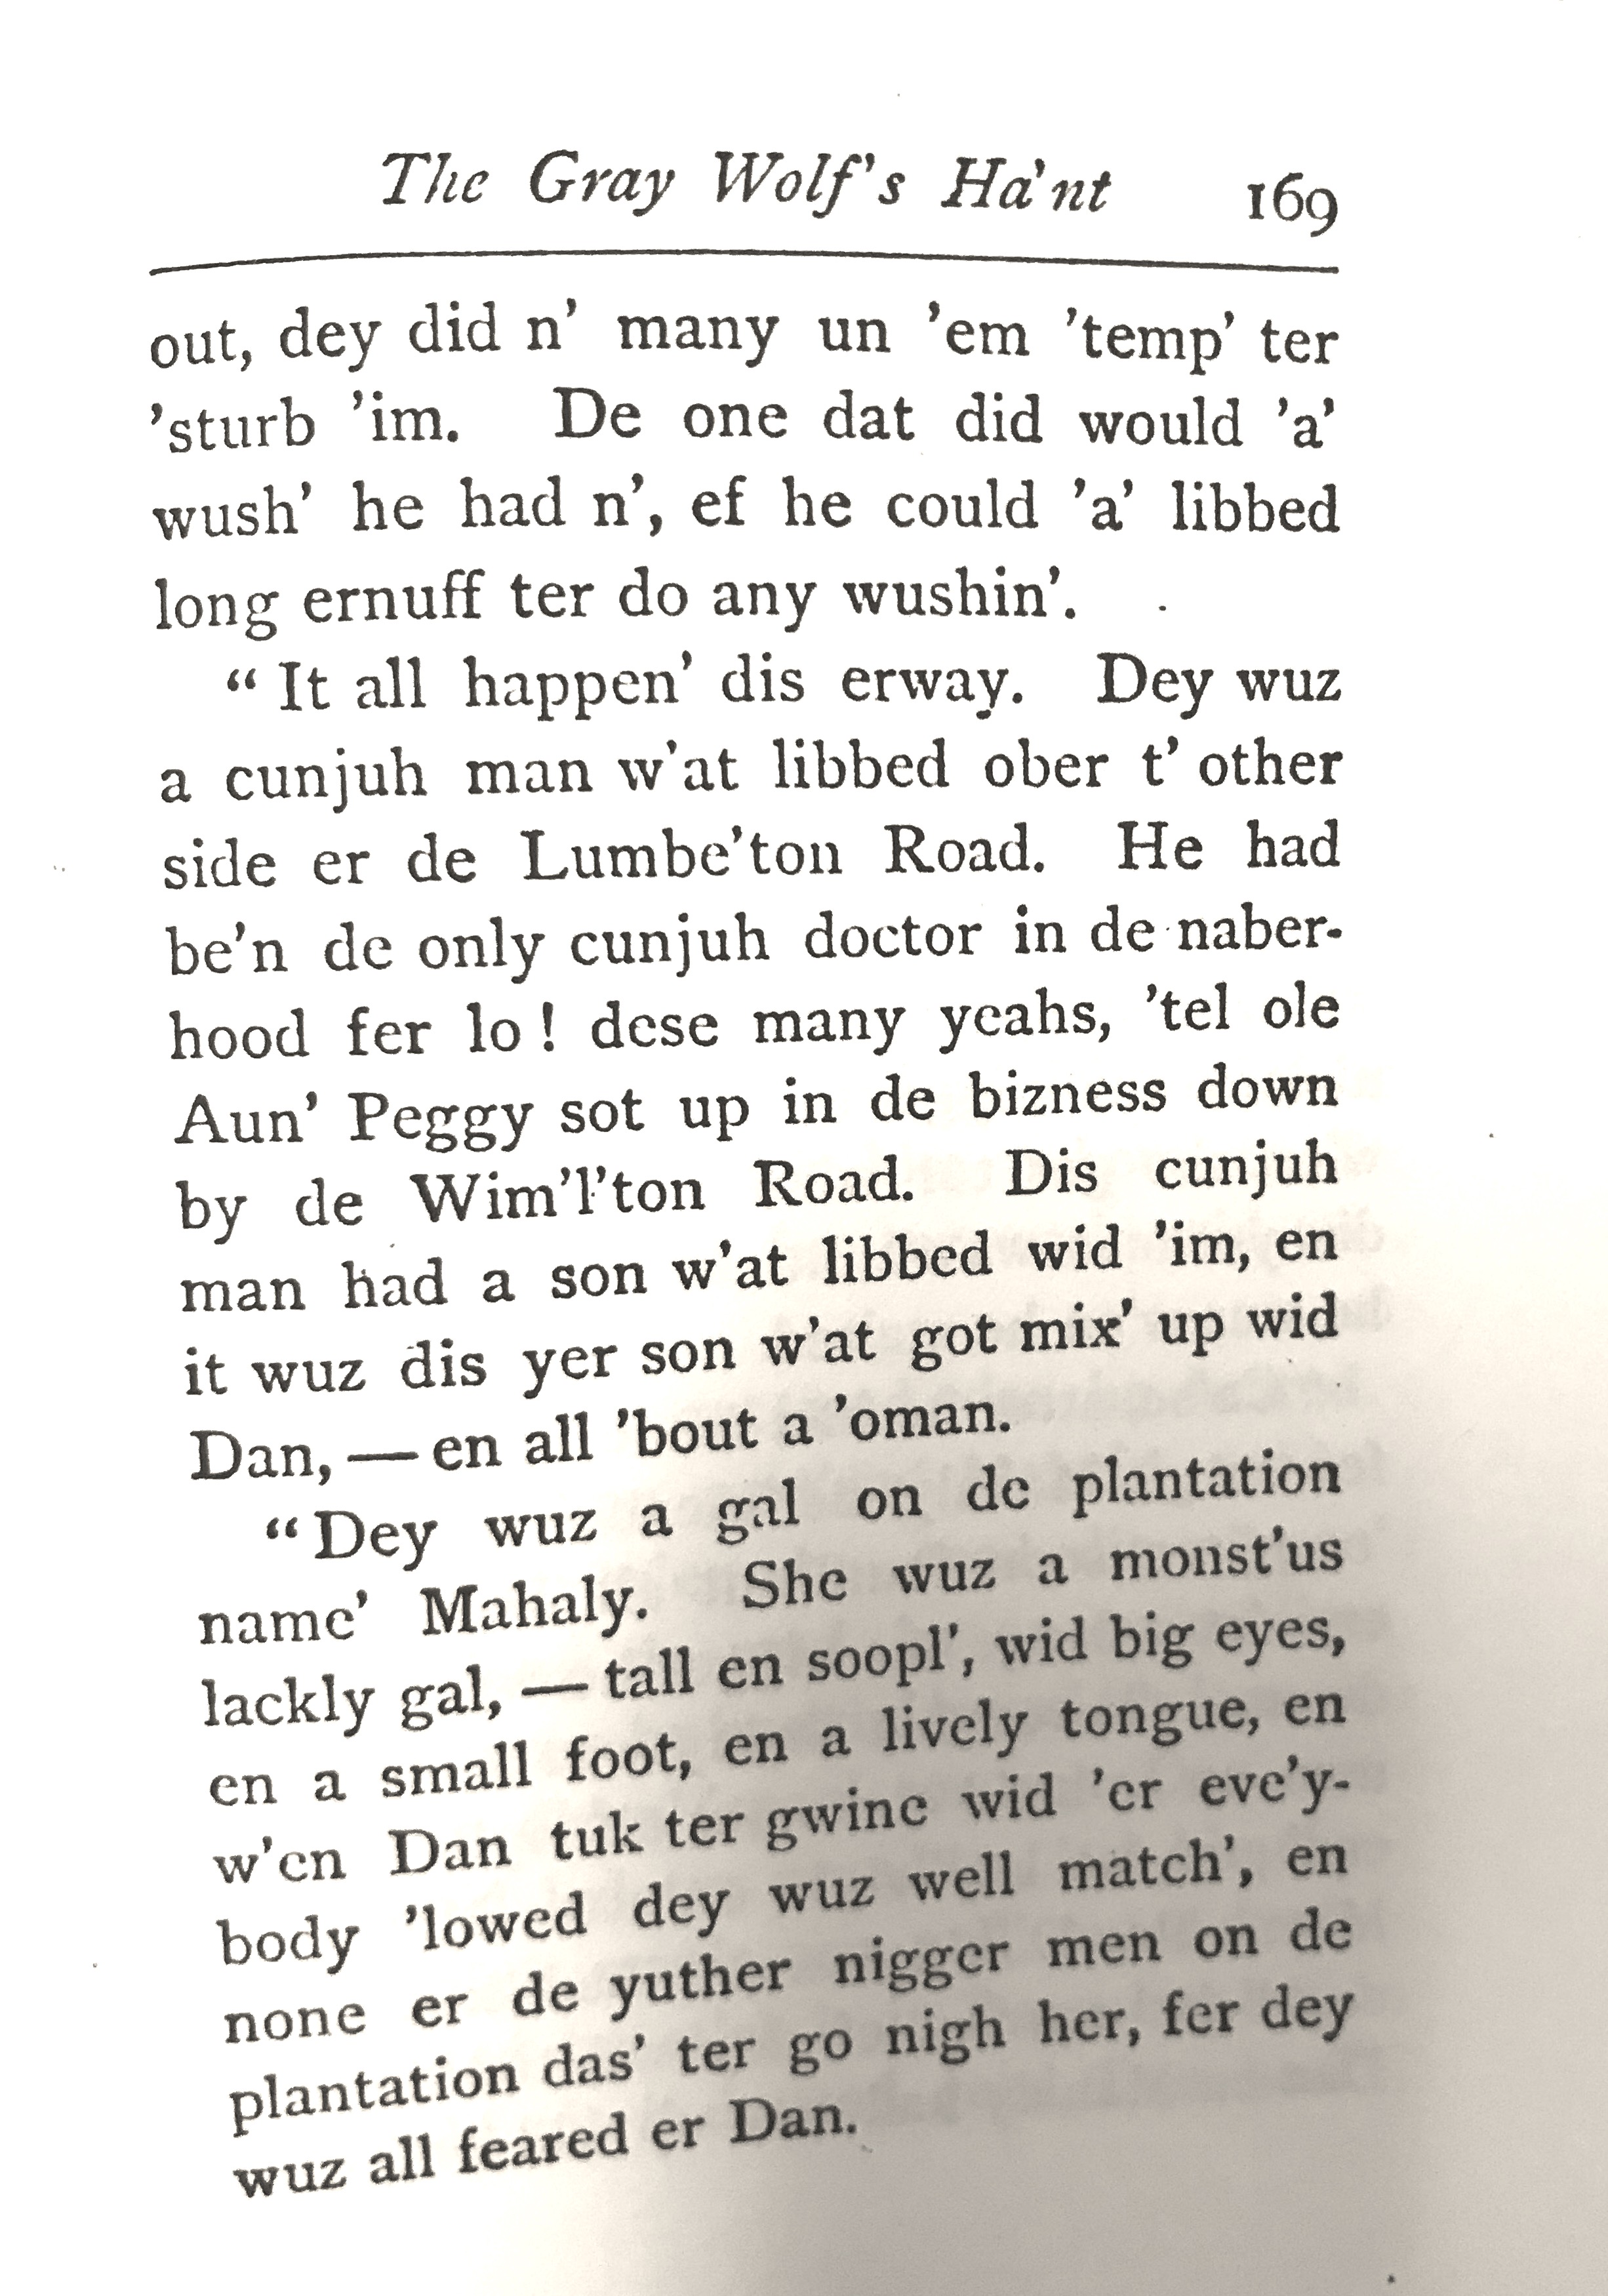 The Gray Wolf's Ha'nt 169
out, dey did n' many un 'em 'temp' ter
'sturb 'im. De one dat did would 'a'
wush' he had n', ef he could 'a' libbed
long ernuff ter do any wushin'.
“It all happen' dis erway. Dey wuz
a cunjuh man w'at libbed ober t' other
side er de Lumbe'ton Road. He had
be'n de only cunjuh doctor in de naber-
hood fer lo! dese many yeahs, 'tel ole
Aun' Peggy sot up in de bizness down
by de Wim'l'ton Road. Dis cunjuh
man had a son w'at libbed wid 'im, en
it wuz dis yer son w'at got mix' up wid
Dan, — en all 'bout a 'oman.
“Dey wuz a gal on de plantation
name' Mahaly. She wuz a monst'us
lackly gal, — tall en soopl', wid big eyes,
en a small foot, en a lively tongue, en
w'en Dan tuk ter gwine wid 'er eve'y-
body 'lowed dey wuz well match', en
none er de yuther nigger men on de
plantation das' ter go nigh her, fer dey
wuz all feared er Dan.